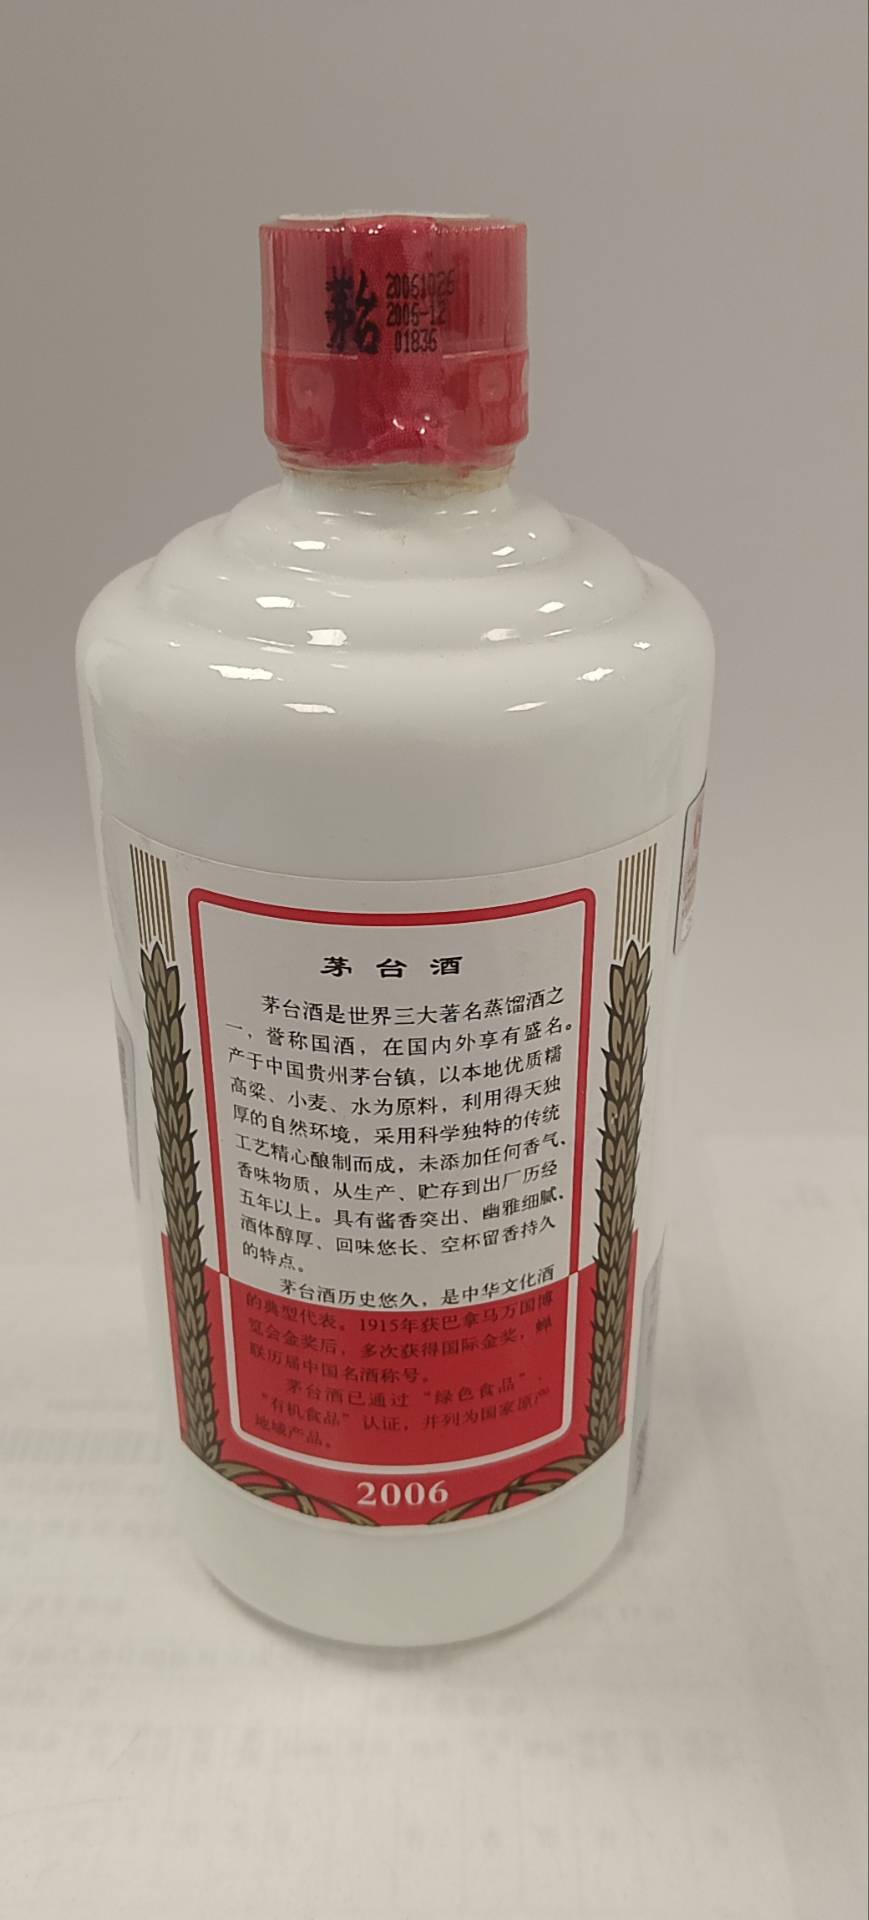 茅台
20061026
2006-12
01836
茅台酒
茅台酒是世界三大著名蒸馏酒之
一，誉称国酒，在国内外享有盛名。
产于中国贵州茅台镇，以本地优质糯
高粱、小麦、水为原料，利用得天独
厚的自然环境，采用科学独特的传统
工艺精心酿制而成，未添加任何香气、
香味物质，从生产、贮存到出厂历经
五年以上。具有酱香突出、幽雅细腻、
酒体醇厚、回味悠长、空杯留香持久
的特点。
茅台酒历史悠久，是中华文化酒
的典型代表。1915年获巴拿马万国博
览会金奖后，多次获得国际金奖，蝉
联历届中国名酒称号。
茅台酒已通过“绿色食品”、
“有机食品”认证，并列为国家原产
地域产品。
2006